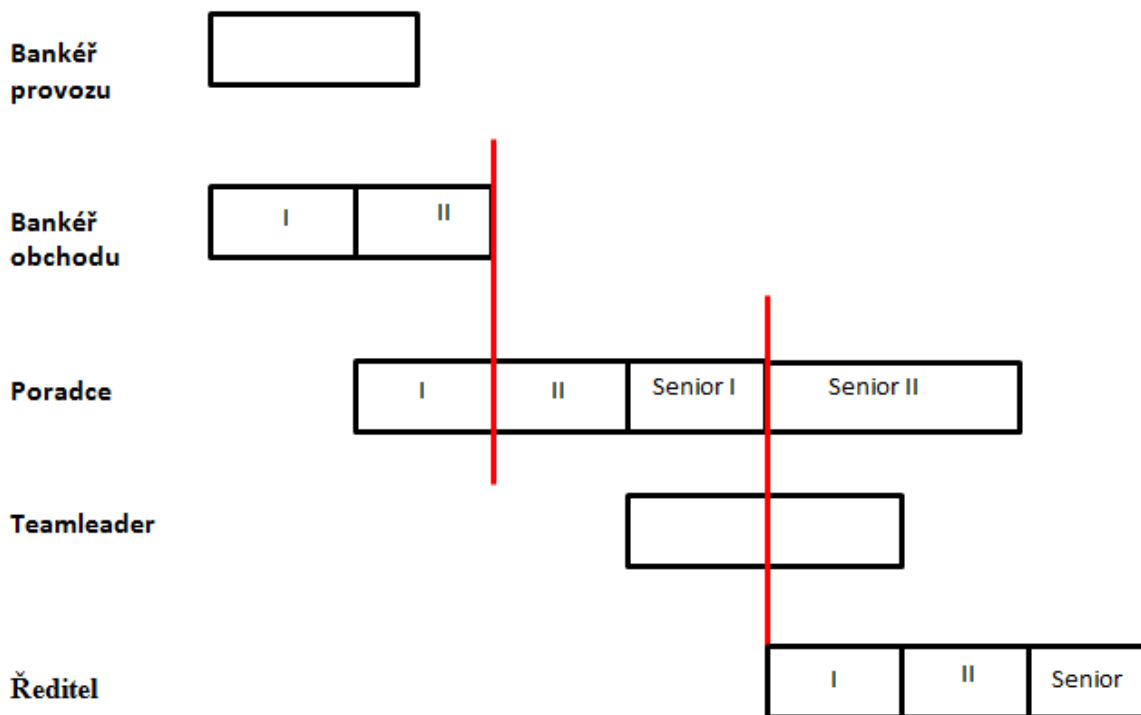 Bankéř
provozu
Bankéř
obchodu
I
II
Poradce
I
II
Senior I
Senior II
Teamleader
Ředitel
I
II
Senior